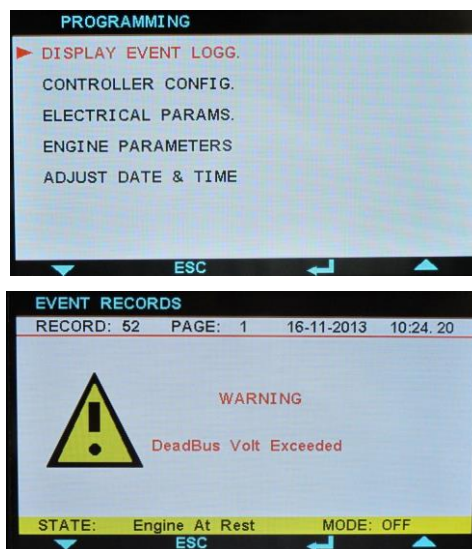 PROGRAMMING
DISPLAY EVENT LOGG.
CONTROLLER CONFIG.
ELECTRICAL PARAMS.
ENGINE PARAMETERS
ADJUST DATE & TIME
ESC
EVENT RECORDS
RECORD: 52 PAGE: 1 16-11-2013 10:24.20
WARNING
DeadBus Volt Exceeded
STATE: Engine At Rest MODE: OFF
ESC